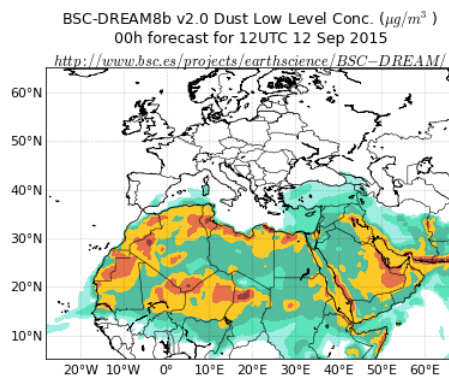 BSC-DREAM8b v2.0 Dust Low Level Conc. (μg/m³ )
00h forecast for 12UTC 12 Sep 2015
http://www.bsc.es/projects/earthscience/BSC−DREAM/
60°N
50°N
40°N
30°N
20°N
10°N
20°W 10°W 0° 10°E 20°E 30°E 40°E 50°E 60°E